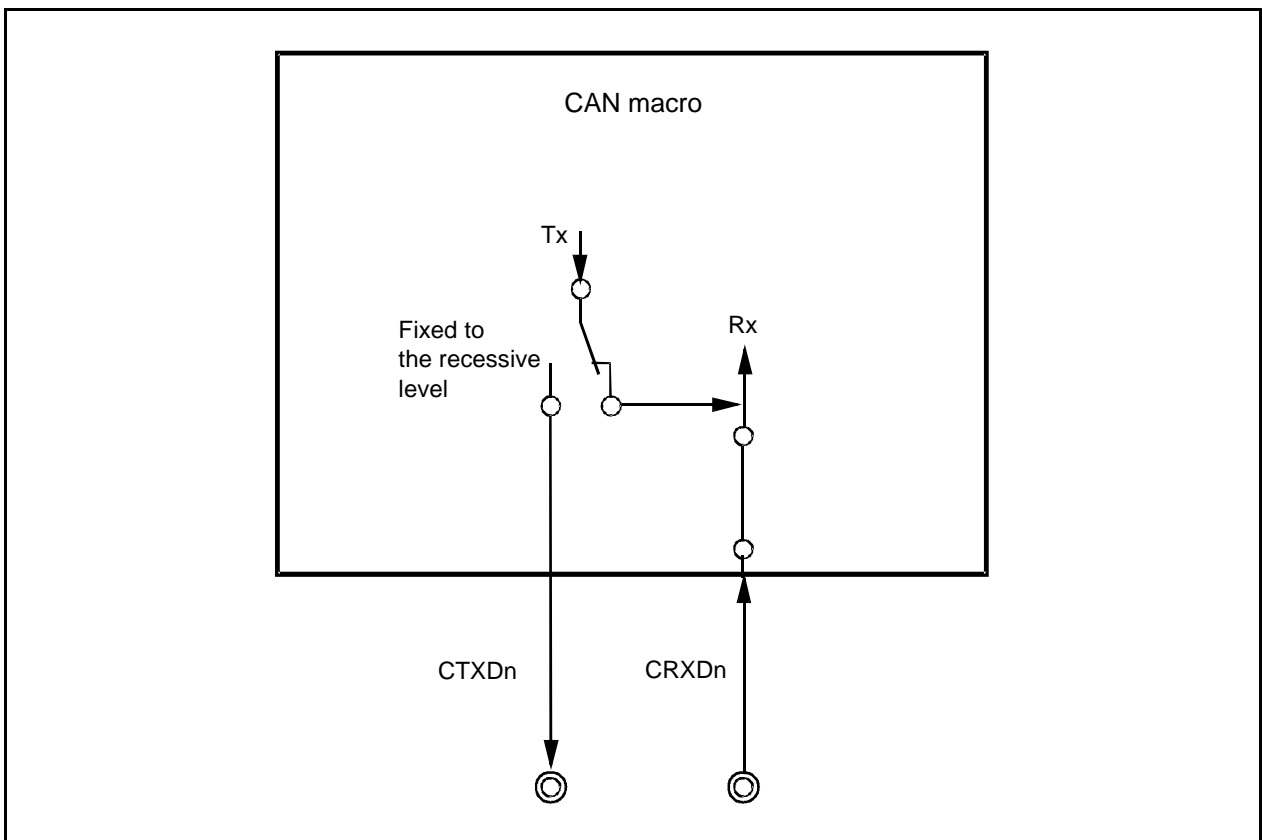 CAN macro
Tx
Fixed to
the recessive
level
Rx
CTXDn
CRXDn